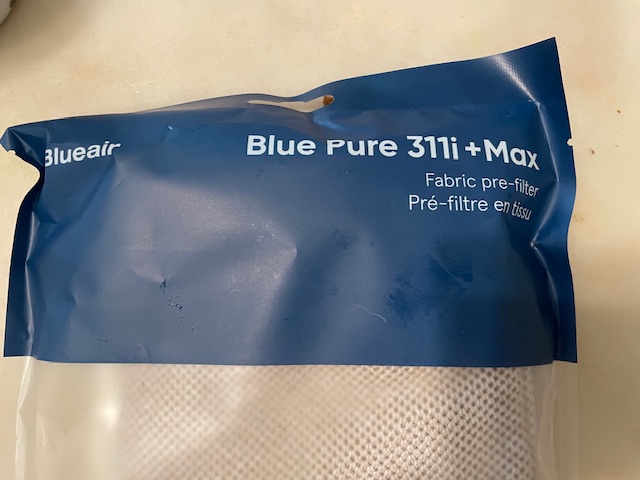 Blueair
Blue Pure 311i+Max
Fabric pre-filter
Pré-filtre en tissu